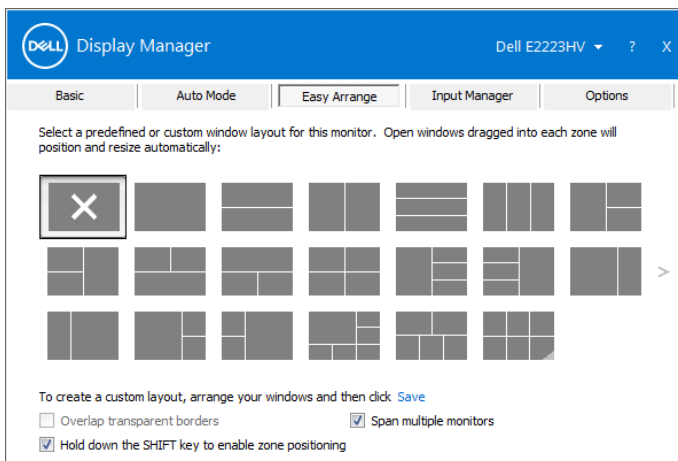 DELL Display Manager Dell E2223HV ? X
Basic Auto Mode Easy Arrange Input Manager Options
Select a predefined or custom window layout for this monitor. Open windows dragged into each zone will
position and resize automatically:
>
To create a custom layout, arrange your windows and then click Save
Overlap transparent borders Span multiple monitors
Hold down the SHIFT key to enable zone positioning